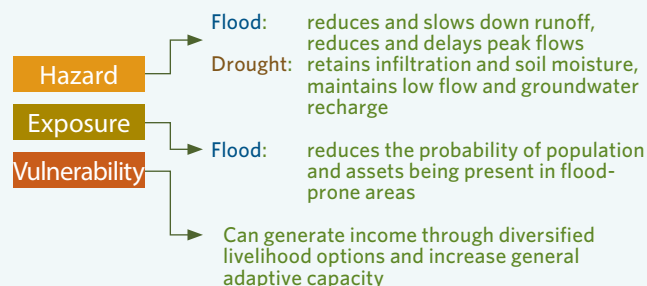 Hazard
Flood: reduces and slows down runoff,
reduces and delays peak flows
Drought: retains infiltration and soil moisture,
maintains low flow and groundwater
recharge
Exposure
Flood: reduces the probability of population
and assets being present in flood-
prone areas
Vulnerability
Can generate income through diversified
livelihood options and increase general
adaptive capacity